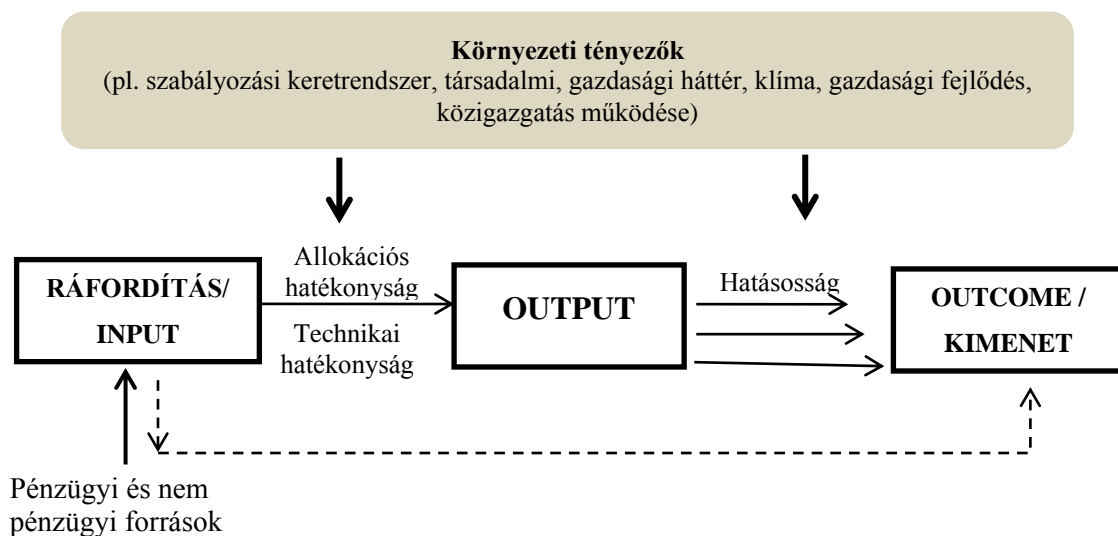 Környezeti tényezők
(pl. szabályozási keretrendszer, társadalmi, gazdasági háttér, klíma, gazdasági fejlődés,
közigazgatás működése)
RÁFORDÍTÁS/
INPUT
Allokációs
hatékonyság
Technikai
hatékonyság
OUTPUT
Hatásosság
OUTCOME /
KIMENET
Pénzügyi és nem
pénzügyi források